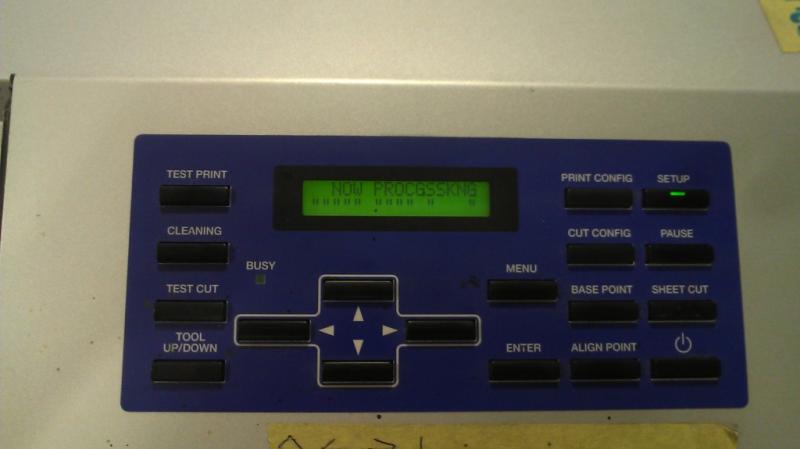 TEST PRINT
CLEANING
TEST CUT
TOOL
UP/DOWN
BUSY
NOW PROCGSSKNG
"""""" """" " "
MENU
ENTER
PRINT CONFIG
SETUP
CUT CONFIG
PAUSE
BASE POINT
SHEET CUT
ALIGN POINT